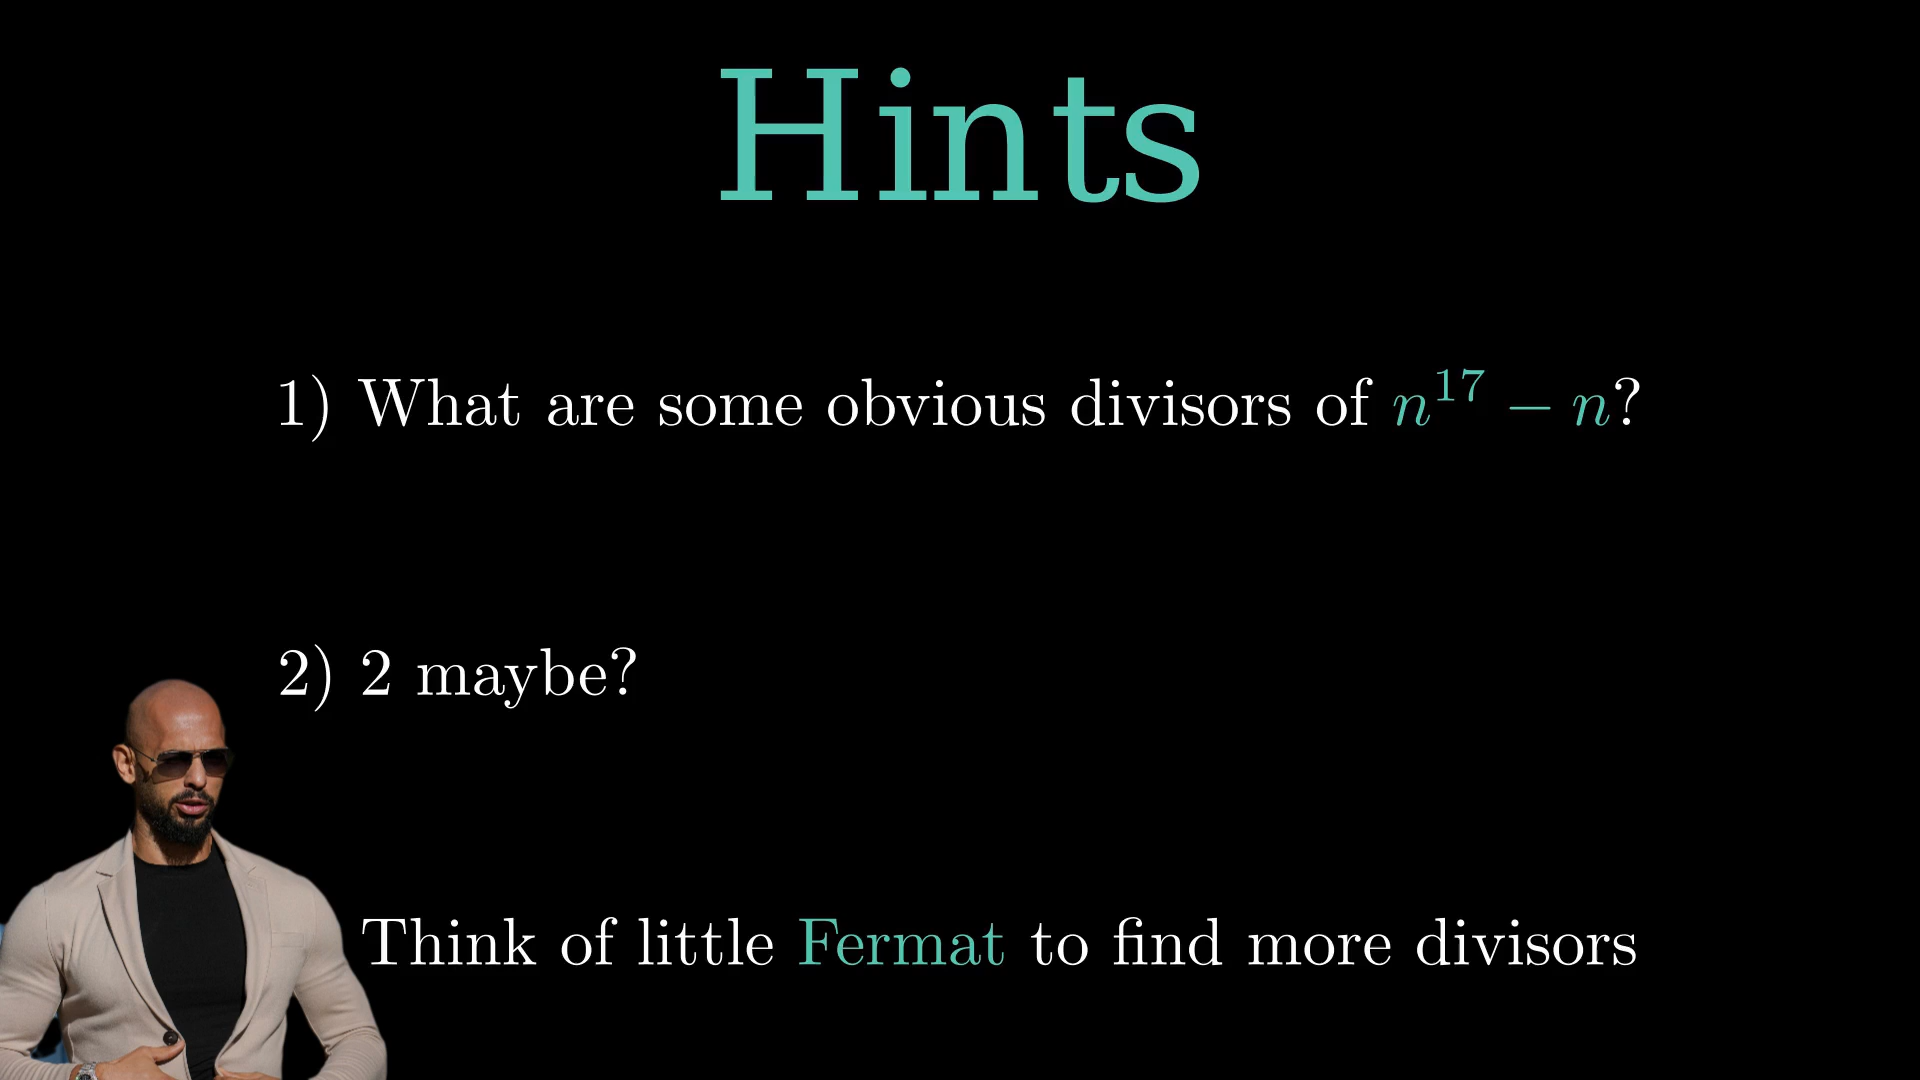 Hints
1) What are some obvious divisors of n¹⁷ − n?
2) 2 maybe?
Think of little Fermat to find more divisors